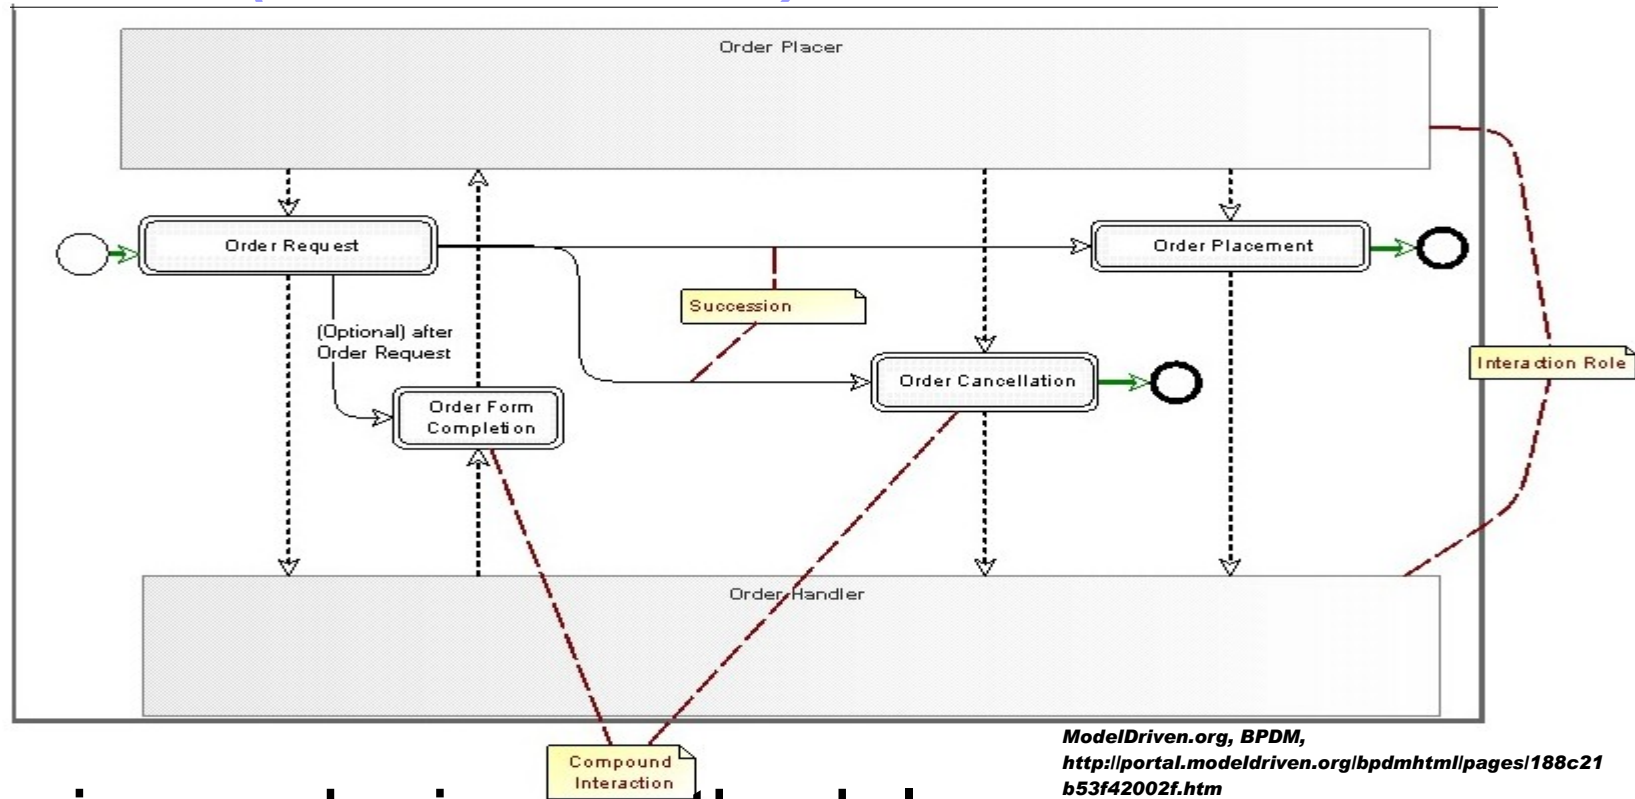 Order Placer
Order Request
Order Placement
(Optional) after
Order Request
Succession
Interaction Role
Order Cancellation
Order Form
Completion
Order Handler
Compound
Interaction
ModelDriven.org, BPDM,
http://portal.modeldriven.org/bpdmhtml/pages/188c21
b53f42002f.htm